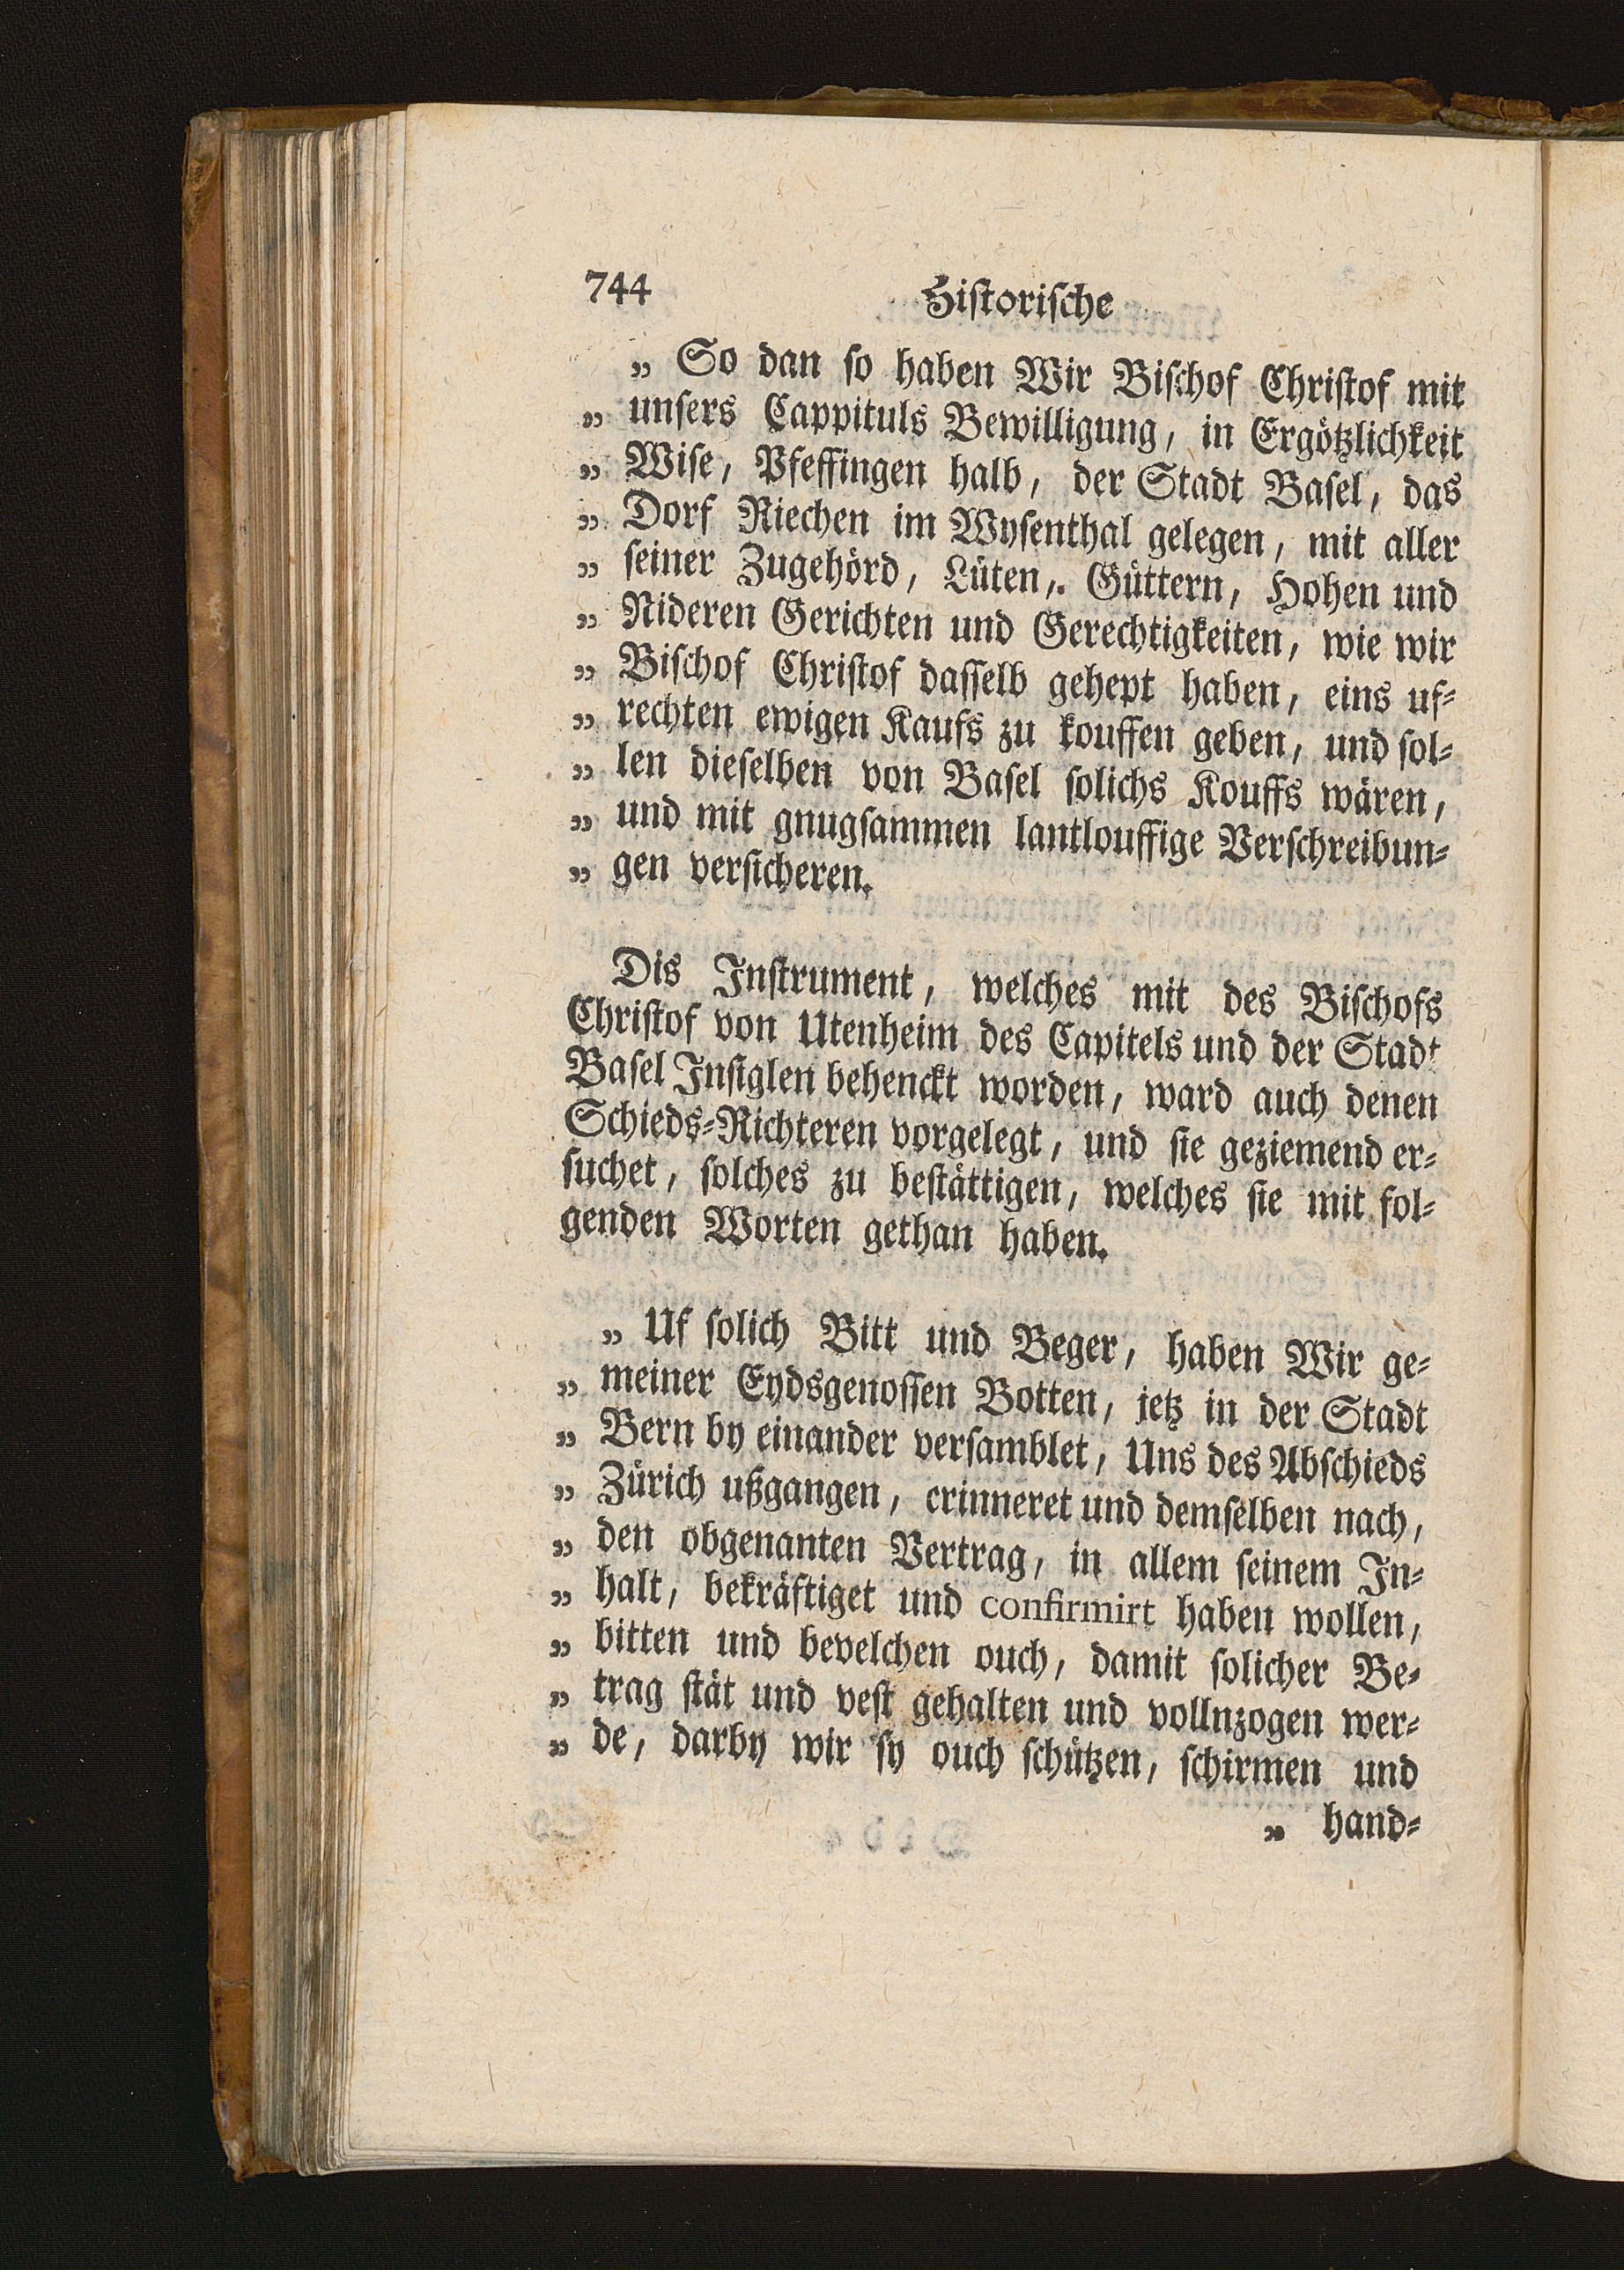 744 Historische
„ So dan so haben Wir Bischof Christof mit
„ unsers Cappituls Bewilligung, in Ergötzlichkeit
„ Wise, Pfeffingen halb, der Stadt Basel, das
„ Dorf Riechen im Wysenthal gelegen, mit aller
„ seiner Zugehörd, Lüten,. Güttern, Hohen und
„ Nideren Gerichten und Gerechtigkeiten, wie wir
„ Bischof Christof dasselb gehept haben, eins uf-
„ rechten ewigen Kaufs zu kouffen geben, und sol-
„ len dieselben von Basel solichs Kouffs wären,
„ und mit gnugsammen lantlouffige Verschreibun-
„ gen versicheren.
Dis Instrument, welches mit des Bischofs
Christof von Utenheim des Capitels und der Stadt
Basel Insiglen behenckt worden, ward auch denen
Schieds-Richteren vorgelegt, und sie geziemend er-
suchet, solches zu bestättigen, welches sie mit fol-
genden Worten gethan haben.
„ Uf solich Bitt und Beger, haben Wir ge-
„ meiner Eydsgenossen Botten, jetz in der Stadt
„ Bern by einander versamblet, Uns des Abschieds
„ Zürich ußgangen, erinneret und demselben nach,
„ den obgenanten Vertrag, in allem seinem In-
„ halt, bekräftiget und confirmirt haben wollen,
„ bitten und bevelchen ouch, damit solicher Be-
„ trag stät und vest gehalten und vollnzogen wer-
„ de, darby wir sy ouch schützen, schirmen und
„ hand-